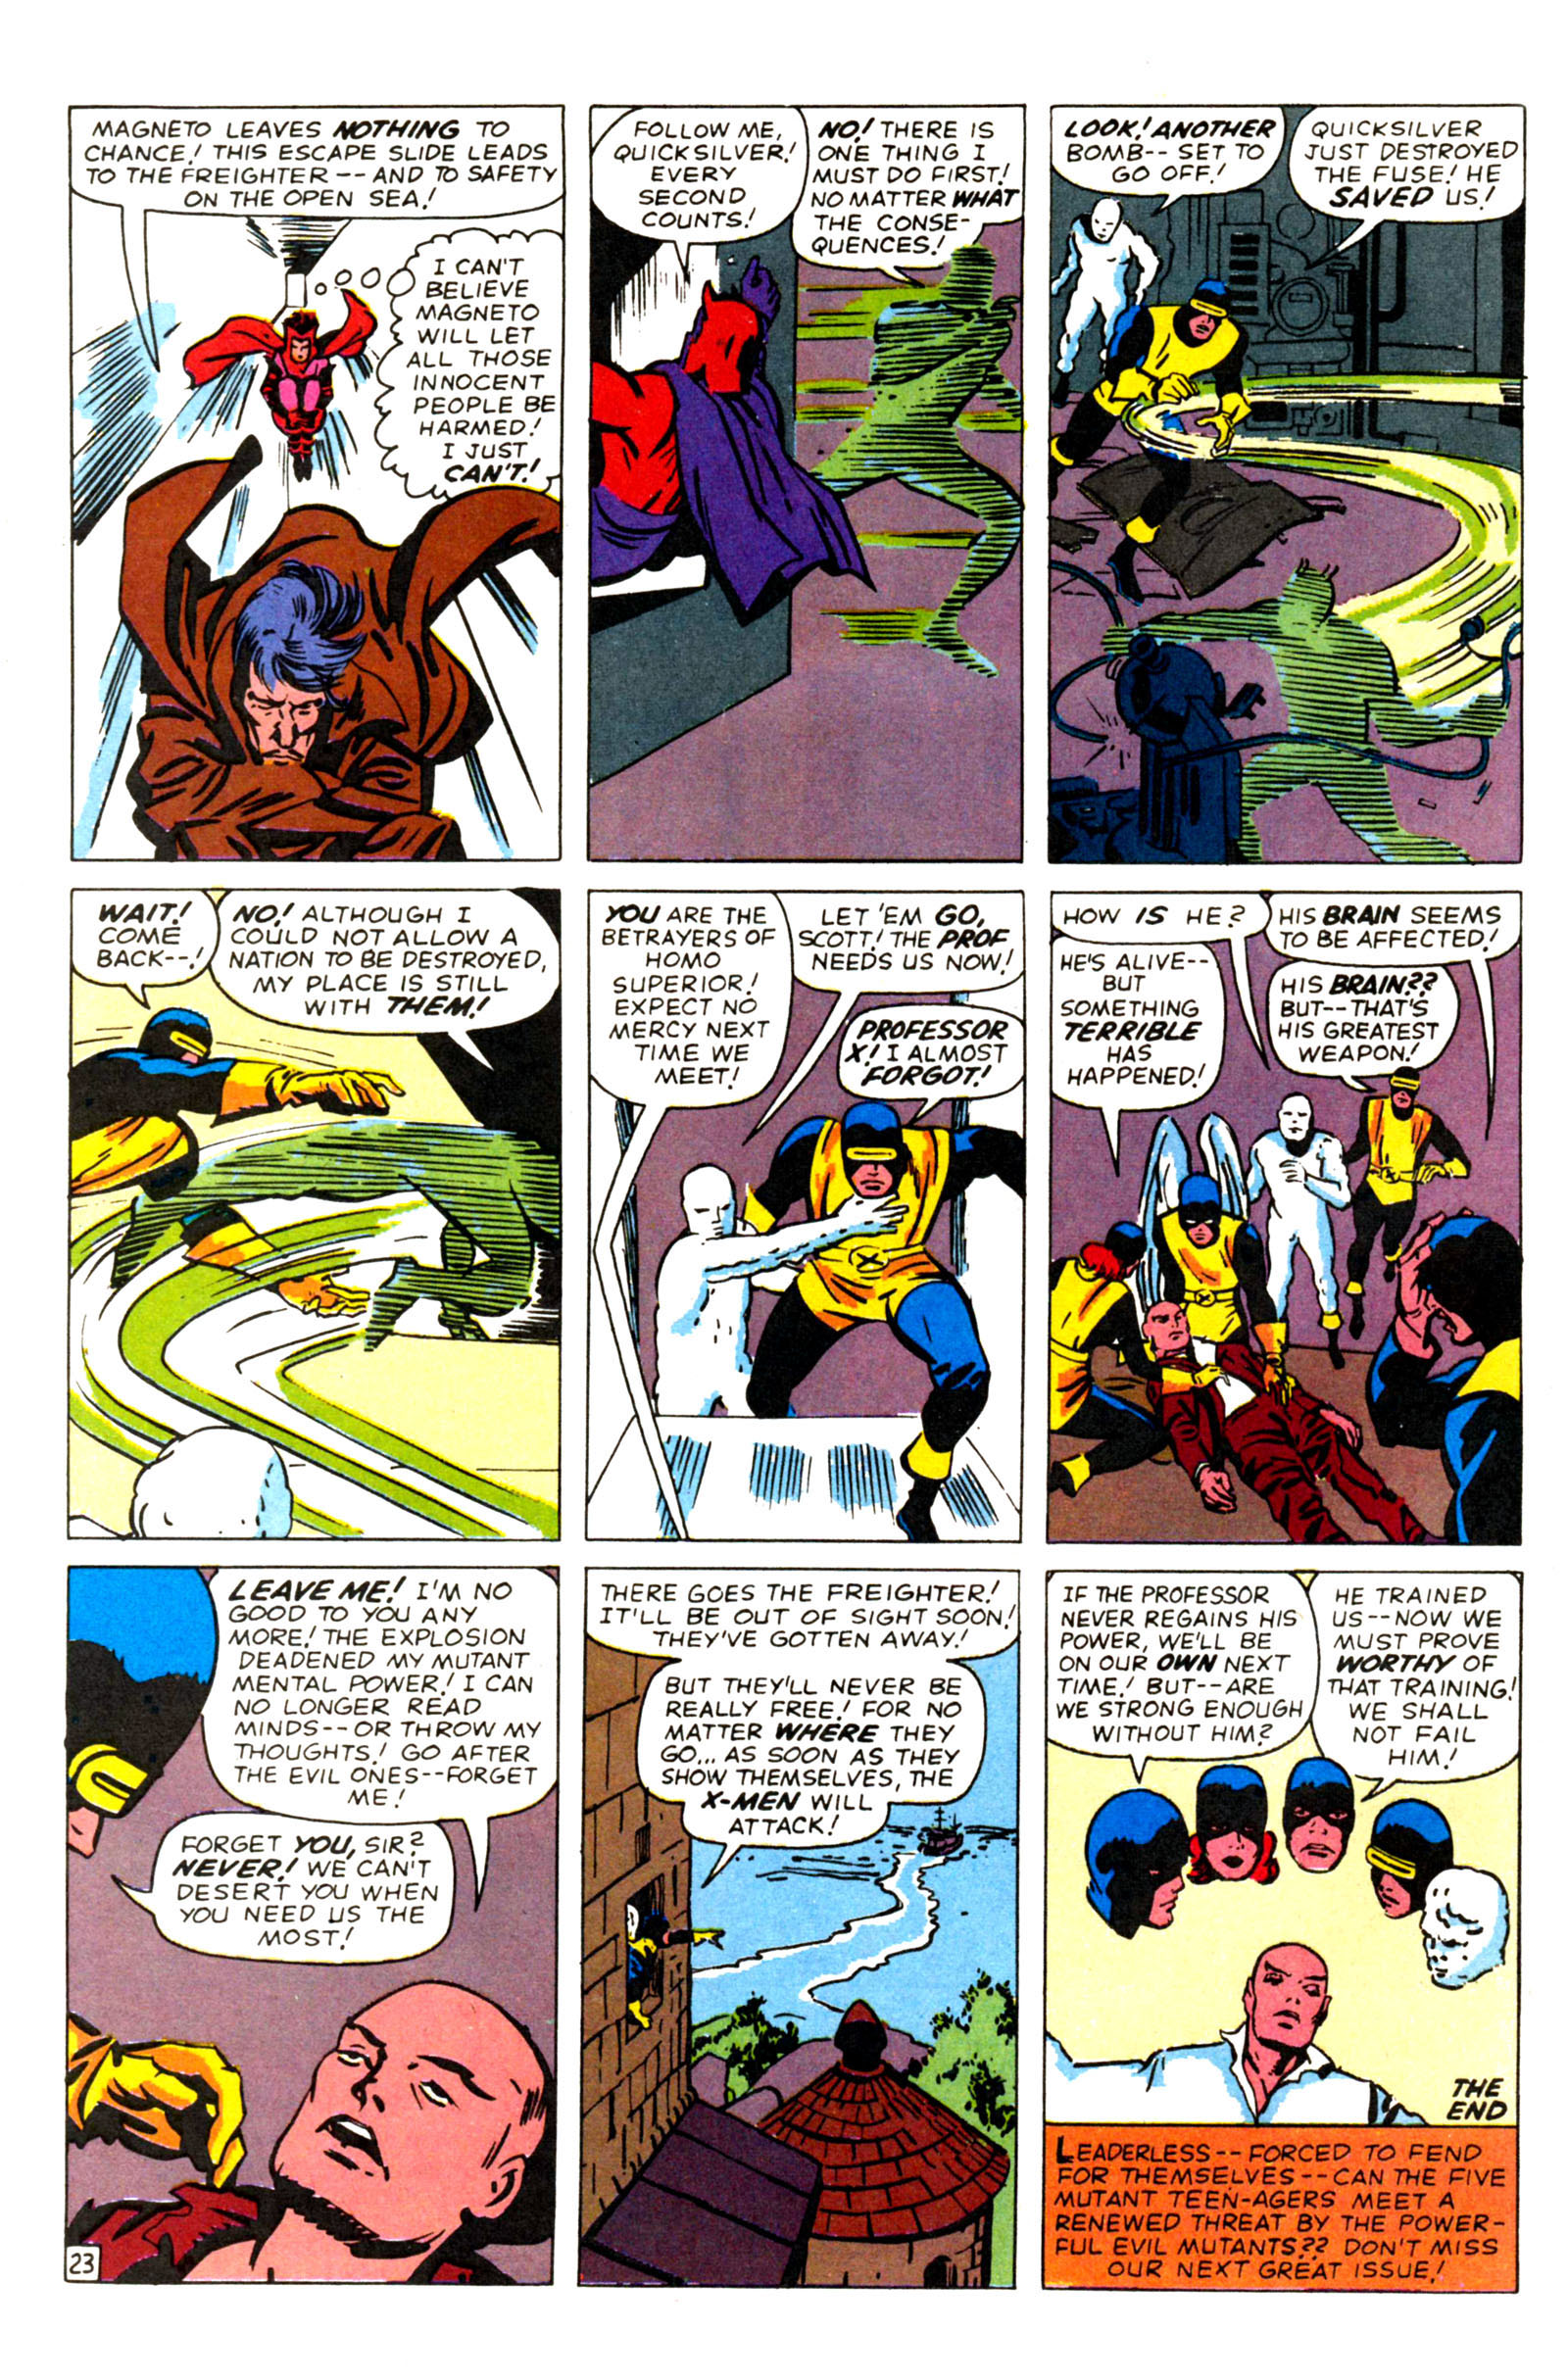 MAGNETO LEAVES NOTHING TO
CHANCE! THIS ESCAPE SLIDE LEADS
TO THE FREIGHTER -- AND TO SAFETY
ON THE OPEN SEA!
I CAN'T
BELIEVE
MAGNETO
WILL LET
ALL THOSE
INNOCENT
PEOPLE BE
HARMED!
I JUST
CAN'T!
FOLLOW ME,
QUICKSILVER!
EVERY
SECOND
COUNTS!
NO! THERE IS
ONE THING I
MUST DO FIRST!
NO MATTER WHAT
THE CONSE-
QUENCES!
LOOK! ANOTHER
BOMB-- SET TO
GO OFF!
QUICKSILVER
JUST DESTROYED
THE FUSE! HE
SAVED US!
WAIT!
COME
BACK--!
NO! ALTHOUGH I
COULD NOT ALLOW A
NATION TO BE DESTROYED,
MY PLACE IS STILL
WITH THEM!
YOU ARE THE
BETRAYERS OF
HOMO
SUPERIOR!
EXPECT NO
MERCY NEXT
TIME WE
MEET!
LET 'EM GO,
SCOTT! THE PROF
NEEDS US NOW!
PROFESSOR
X! I ALMOST
FORGOT!
HOW IS HE?
HE'S ALIVE--
BUT
SOMETHING
TERRIBLE
HAS
HAPPENED!
HIS BRAIN SEEMS
TO BE AFFECTED!
HIS BRAIN??
BUT--THAT'S
HIS GREATEST
WEAPON!
LEAVE ME! I'M NO
GOOD TO YOU ANY
MORE! THE EXPLOSION
DEADENED MY MUTANT
MENTAL POWER! I CAN
NO LONGER READ
MINDS--OR THROW MY
THOUGHTS! GO AFTER
THE EVIL ONES--FORGET
ME!
FORGET YOU, SIR?
NEVER! WE CAN'T
DESERT YOU WHEN
YOU NEED US THE
MOST!
23
THERE GOES THE FREIGHTER!
IT'LL BE OUT OF SIGHT SOON!
THEY'VE GOTTEN AWAY!
BUT THEY'LL NEVER BE
REALLY FREE! FOR NO
MATTER WHERE THEY
GO... AS SOON AS THEY
SHOW THEMSELVES, THE
X-MEN WILL
ATTACK!
IF THE PROFESSOR
NEVER REGAINS HIS
POWER, WE'LL BE
ON OUR OWN NEXT
TIME! BUT--ARE
WE STRONG ENOUGH
WITHOUT HIM?
HE TRAINED
US--NOW WE
MUST PROVE
WORTHY OF
THAT TRAINING!
WE SHALL
NOT FAIL
HIM!
THE
END
LEADERLESS -- FORCED TO FEND
FOR THEMSELVES -- CAN THE FIVE
MUTANT TEEN-AGERS MEET A
RENEWED THREAT BY THE POWER-
FUL EVIL MUTANTS?? DON'T MISS
OUR NEXT GREAT ISSUE!